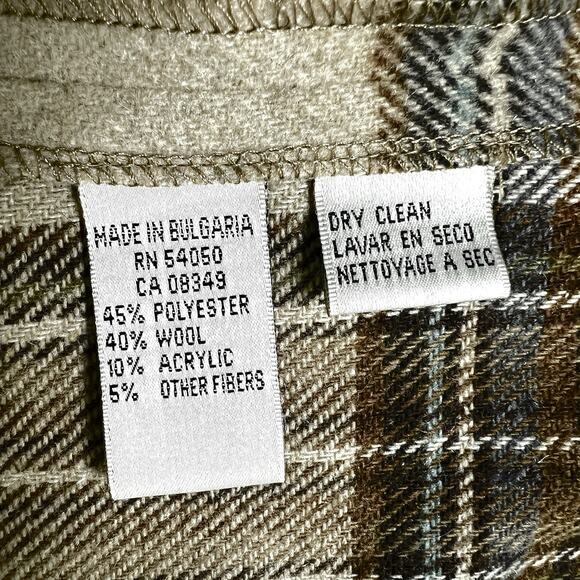 MADE IN BULGARIA
RN 54050
CA 08349
45% POLYESTER
40% WOOL
10% ACRYLIC
5% OTHER FIBERS
DRY CLEAN
LAVAR EN SECO
NETTOYAGE A SEC